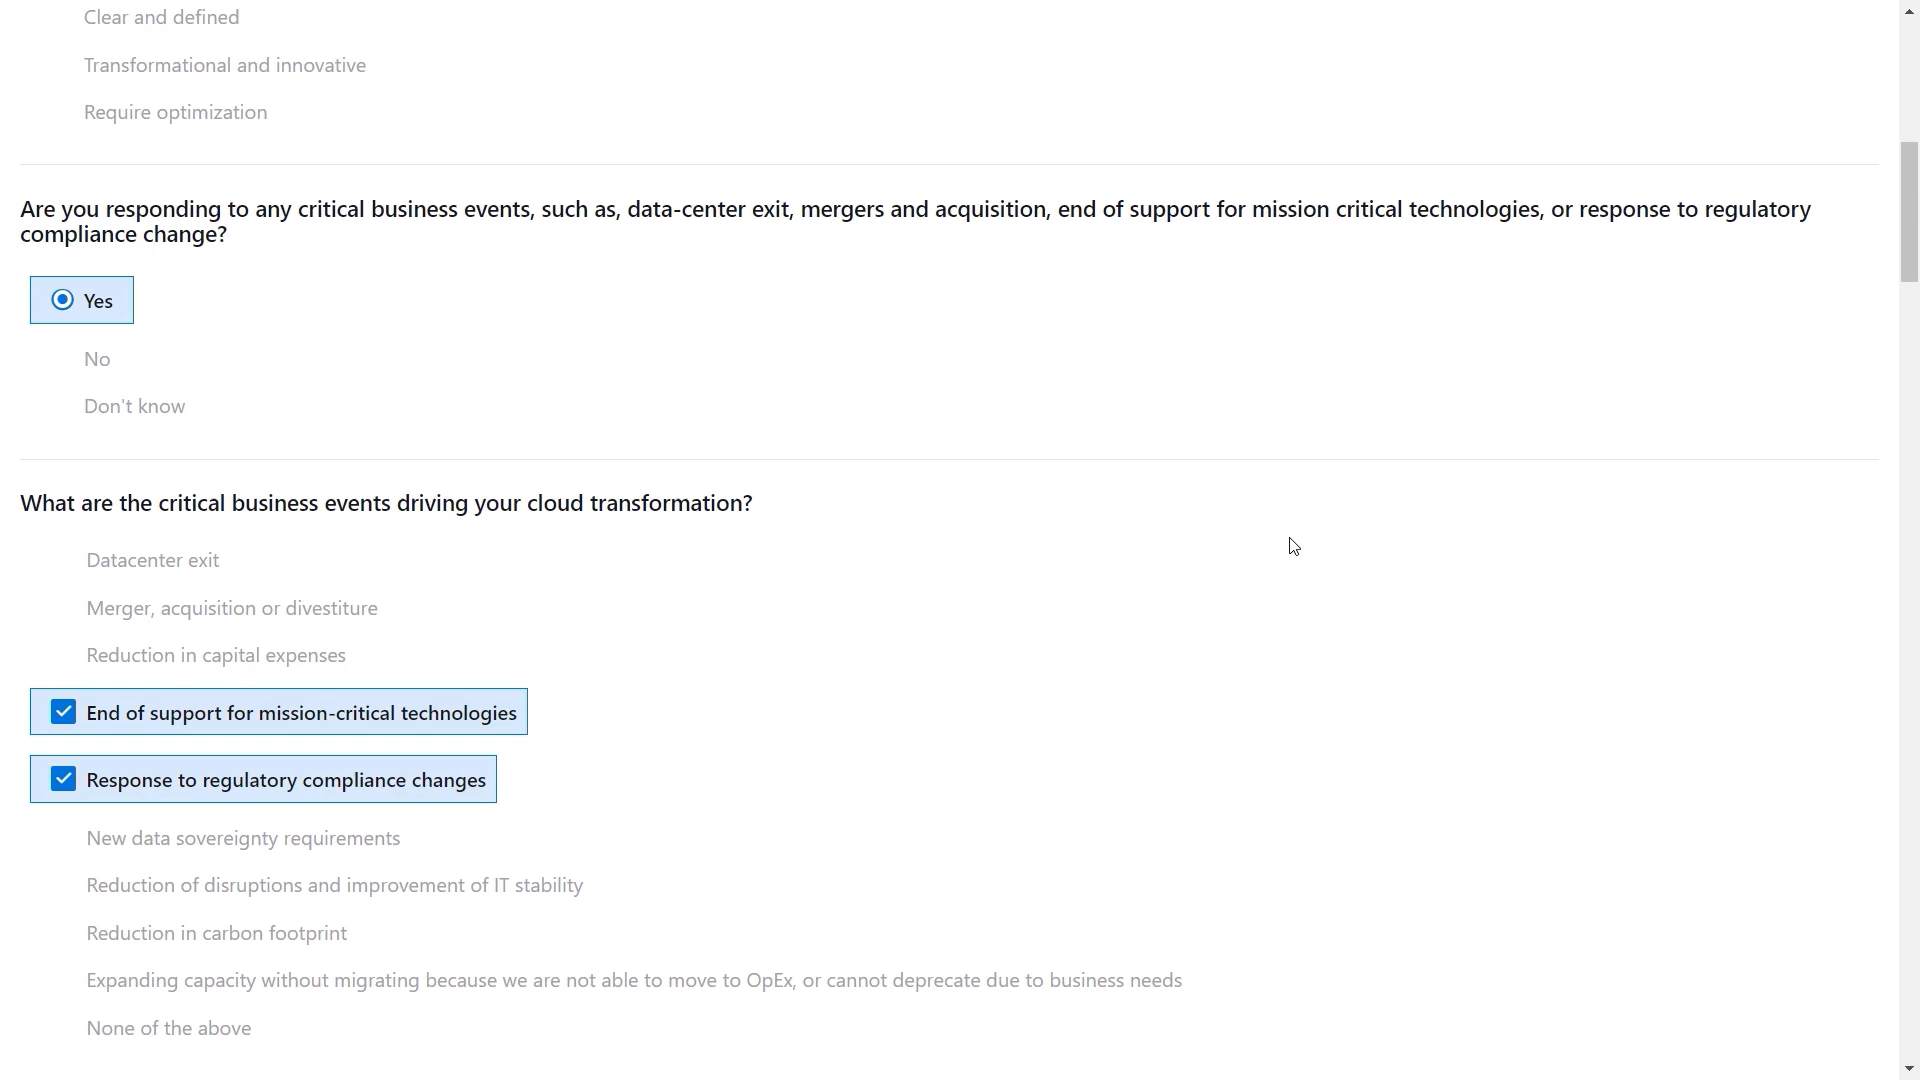 Clear and defined
Transformational and innovative
Require optimization
Are you responding to any critical business events, such as, data-center exit, mergers and acquisition, end of support for mission critical technologies, or response to regulatory
compliance change?
Yes
No
Don't know
What are the critical business events driving your cloud transformation?
Datacenter exit
Merger, acquisition or divestiture
Reduction in capital expenses
End of support for mission-critical technologies
Response to regulatory compliance changes
New data sovereignty requirements
Reduction of disruptions and improvement of IT stability
Reduction in carbon footprint
Expanding capacity without migrating because we are not able to move to OpEx, or cannot deprecate due to business needs
None of the above